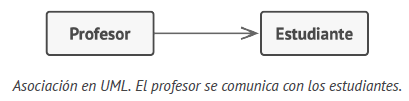 Profesor
Estudiante
Asociación en UML. El profesor se comunica con los estudiantes.